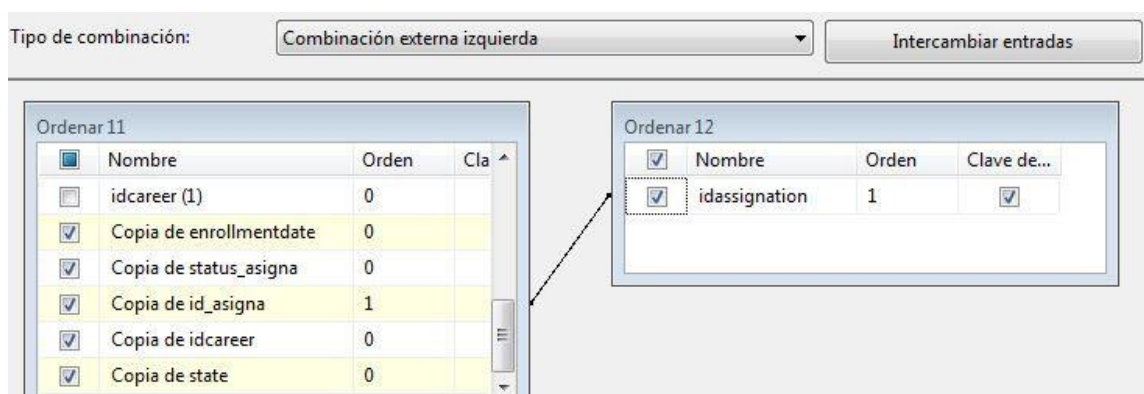 Tipo de combinación: Combinación externa izquierda Intercambiar entradas
Ordenar 11
Nombre Orden Cla
idcareer (1) 0
Copia de enrollmentdate 0
Copia de status_asigna 0
Copia de id_asigna 1
Copia de idcareer 0
Copia de state 0
Ordenar 12
Nombre Orden Clave de...
idassignation 1